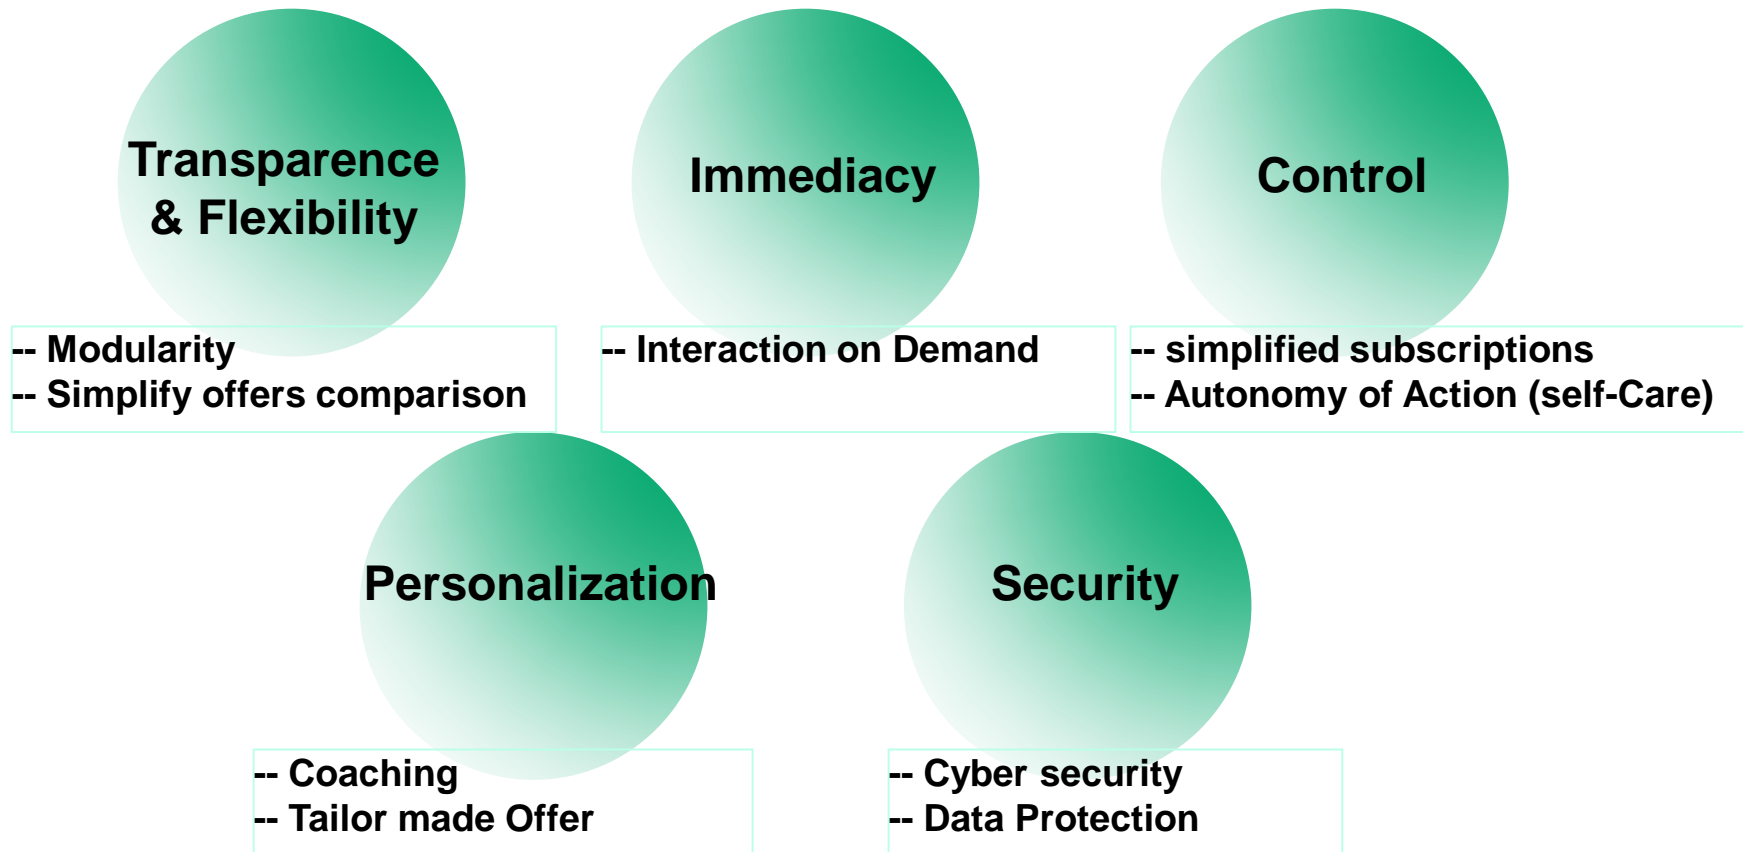 Transparence
& Flexibility
Immediacy
Control
-- Modularity
-- Simplify offers comparison
-- Interaction on Demand
-- simplified subscriptions
-- Autonomy of Action (self-Care)
Personalization
Security
-- Coaching
-- Tailor made Offer
-- Cyber security
-- Data Protection